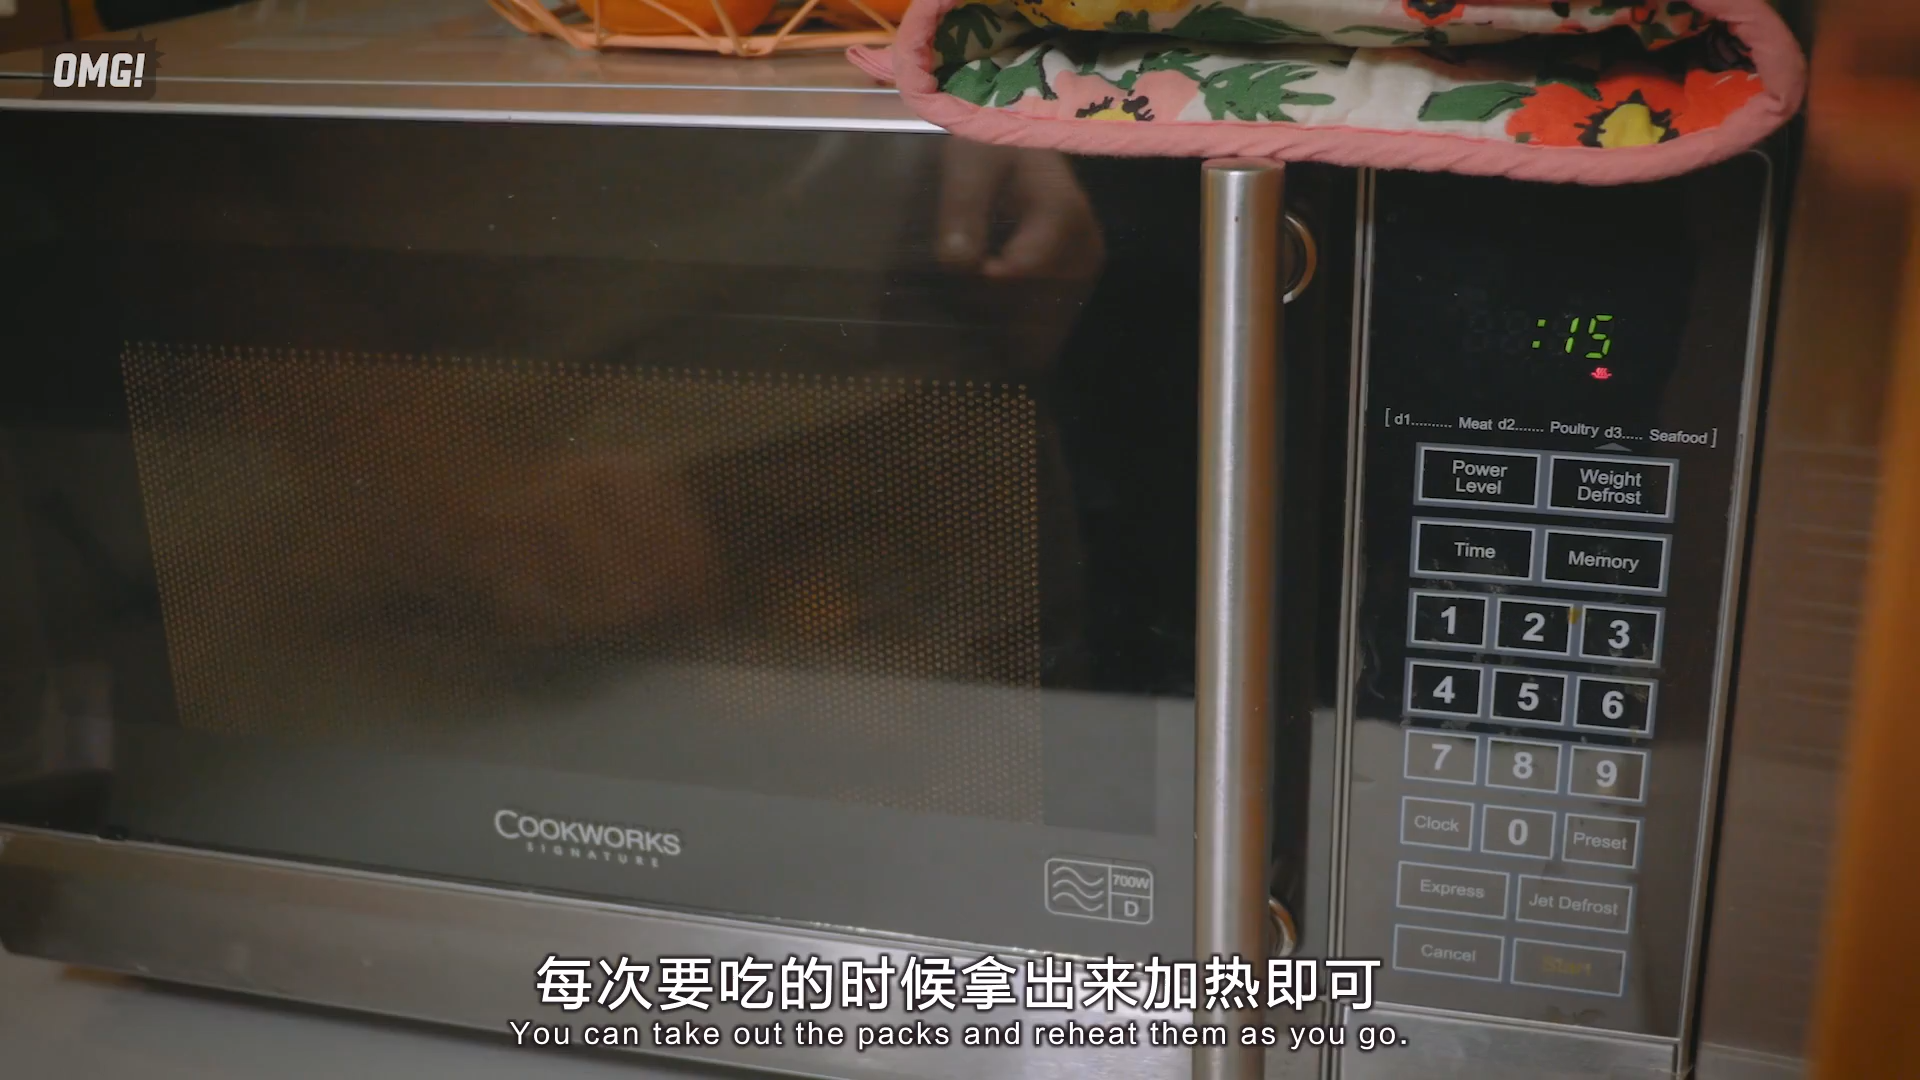 OMG!
:15
[ d1.......... Meat d2....... Poultry d3..... Seafood ]
Power Level
Weight Defrost
Time
Memory
1 2 3
4 5 6
7 8 9
Clock 0 Preset
Express
Jet Defrost
Cancel
Start
COOKWORKS
SIGNATURE
700W
D
每次要吃的时候拿出来加热即可
You can take out the packs and reheat them as you go.